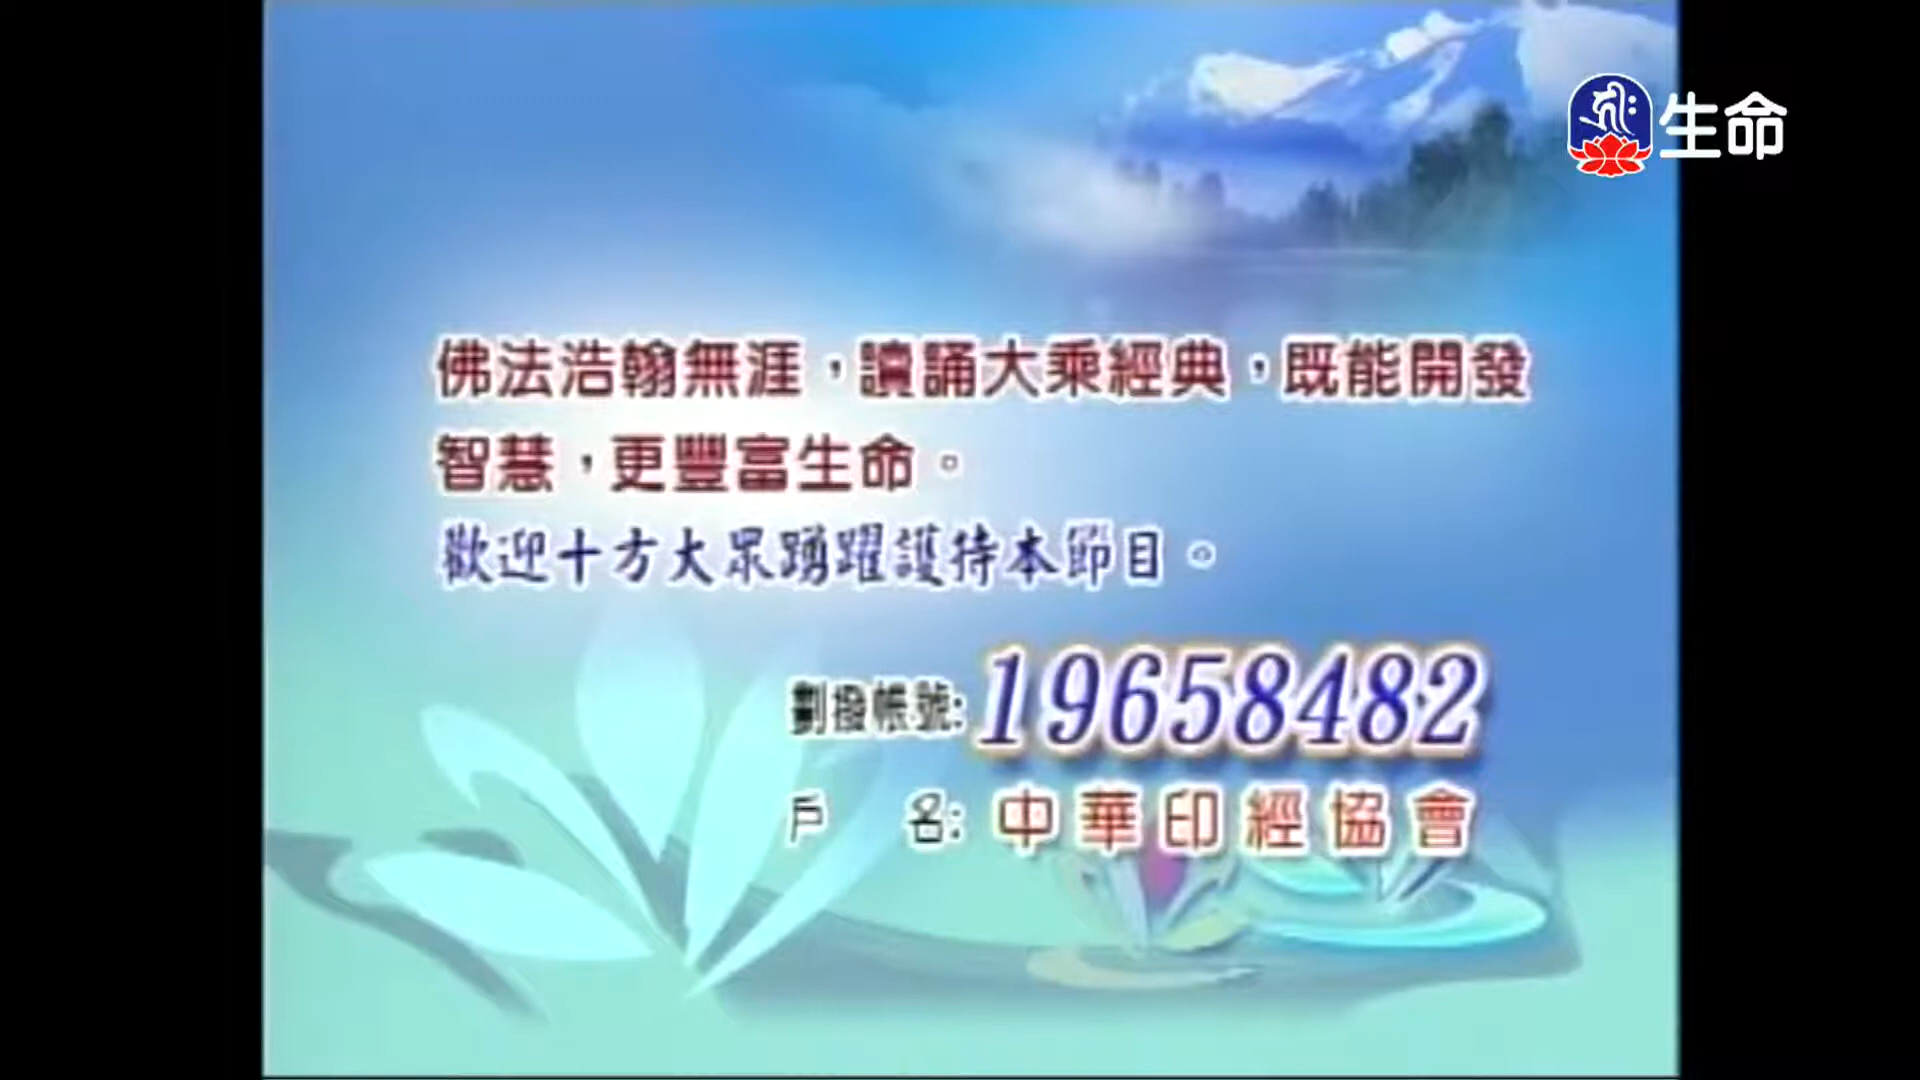 生命
佛法浩翰無涯，讀誦大乘經典，既能開發
智慧，更豐富生命。
歡迎十方大眾踴躍護持本節目。
劃撥帳號:19658482
戶 名:中華印經協會